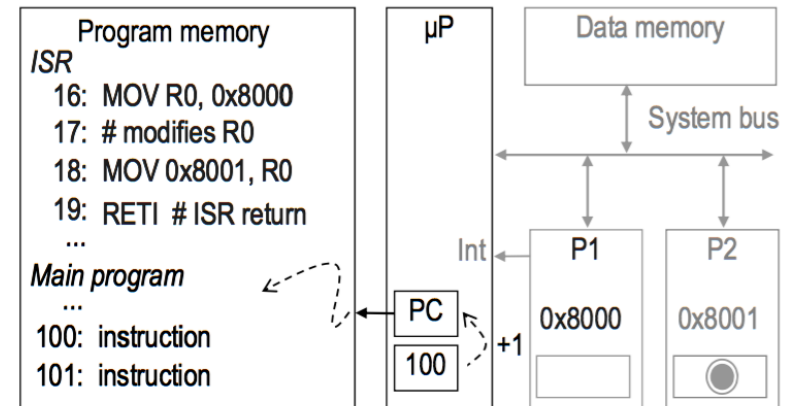 Program memory
ISR
16: MOV R0, 0x8000
17: # modifies R0
18: MOV 0x8001, R0
19: RETI # ISR return
...
Main program
...
100: instruction
101: instruction
µP
Int
PC
100
+1
Data memory
System bus
P1
0x8000
P2
0x8001